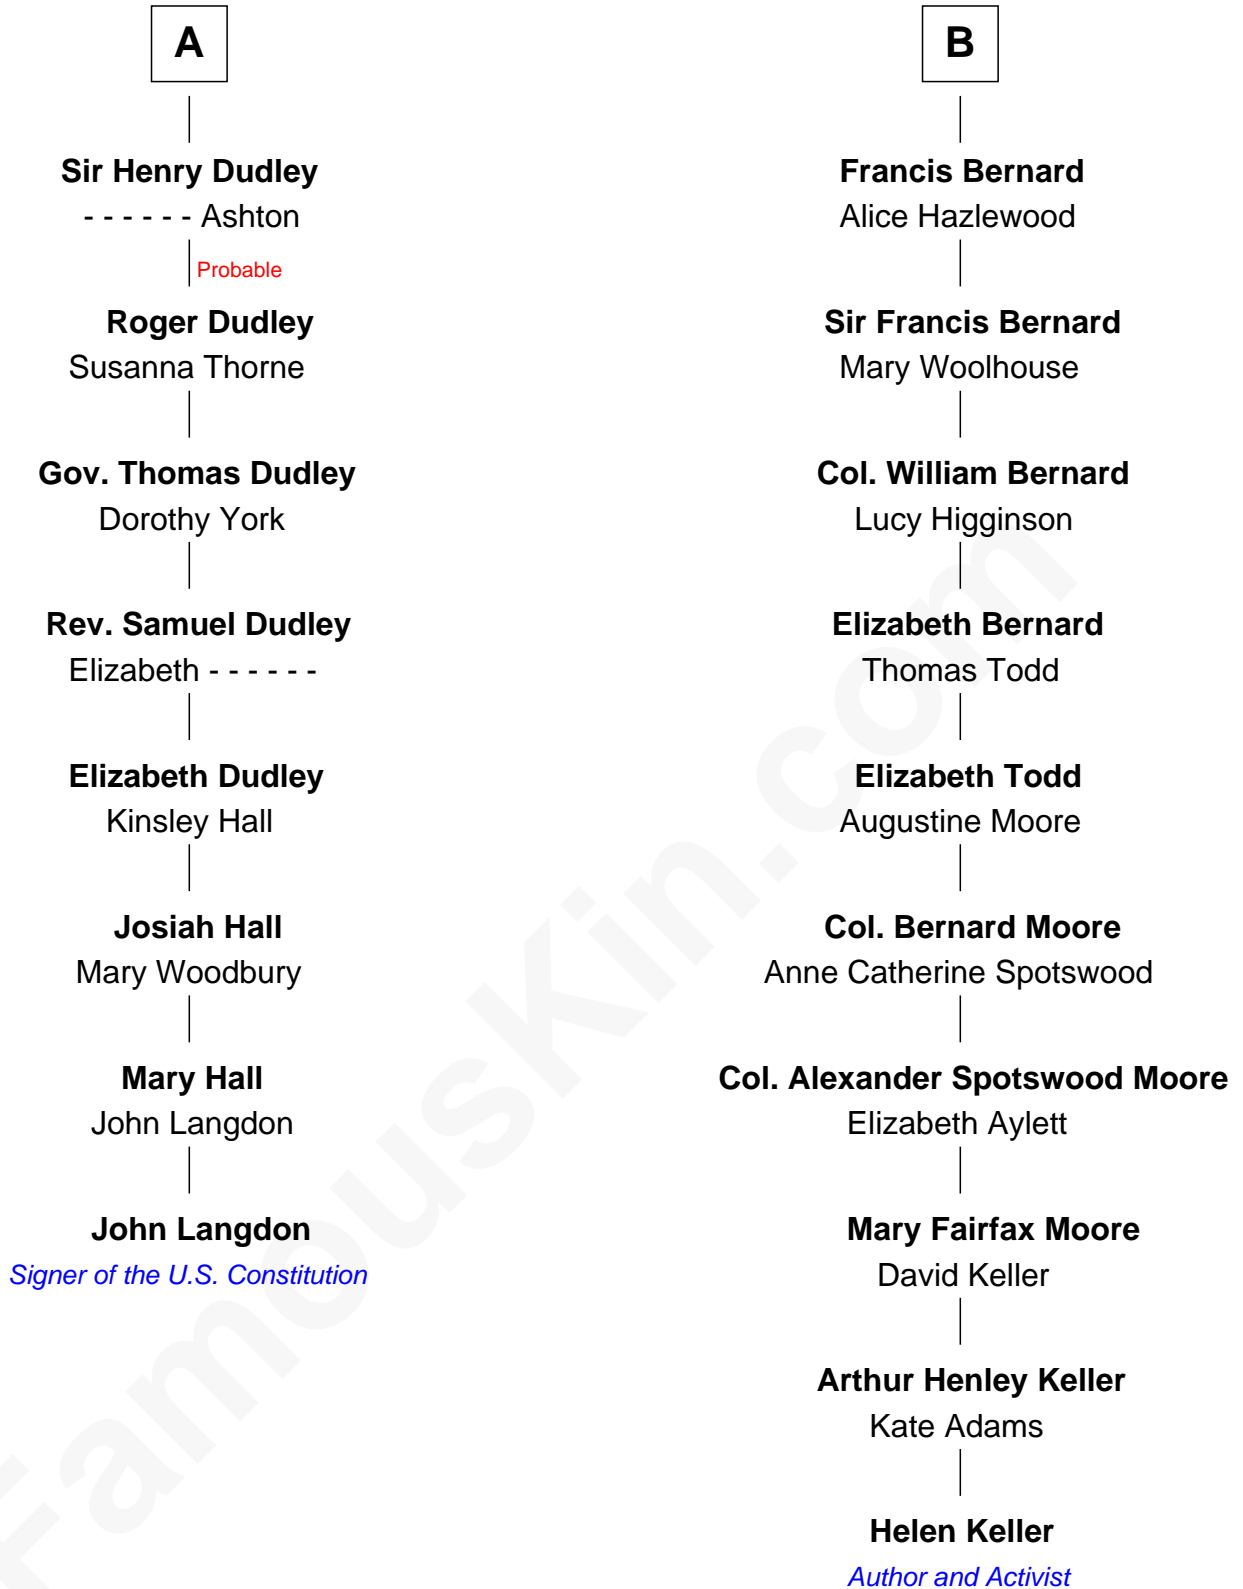 A
Sir Henry Dudley
- - - - - - Ashton
Probable
Roger Dudley
Susanna Thorne
Gov. Thomas Dudley
Dorothy York
Rev. Samuel Dudley
Elizabeth - - - - - -
Elizabeth Dudley
Kinsley Hall
Josiah Hall
Mary Woodbury
Mary Hall
John Langdon
John Langdon
Signer of the U.S. Constitution
B
Francis Bernard
Alice Hazlewood
Sir Francis Bernard
Mary Woolhouse
Col. William Bernard
Lucy Higginson
Elizabeth Bernard
Thomas Todd
Elizabeth Todd
Augustine Moore
Col. Bernard Moore
Anne Catherine Spotswood
Col. Alexander Spotswood Moore
Elizabeth Aylett
Mary Fairfax Moore
David Keller
Arthur Henley Keller
Kate Adams
Helen Keller
Author and Activist
FamousKin.com